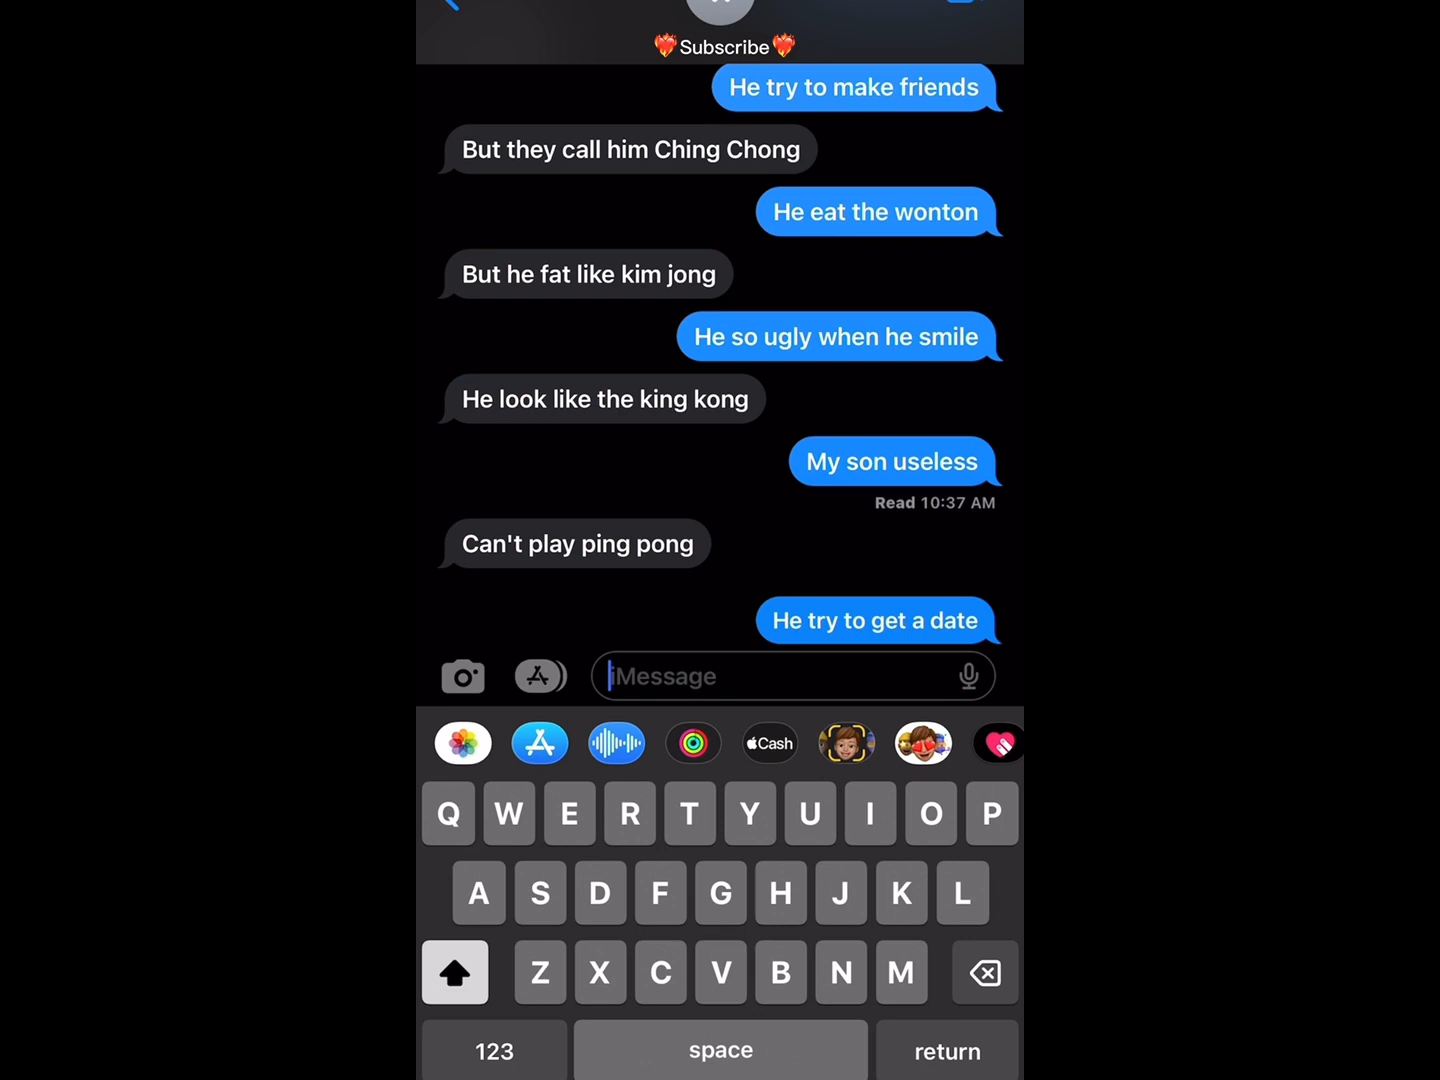 ❤️‍🔥Subscribe❤️‍🔥
He try to make friends
But they call him Ching Chong
He eat the wonton
But he fat like kim jong
He so ugly when he smile
He look like the king kong
My son useless
Read 10:37 AM
Can't play ping pong
He try to get a date
iMessage
Cash
Q W E R T Y U I O P
A S D F G H J K L
Z X C V B N M
123 space return